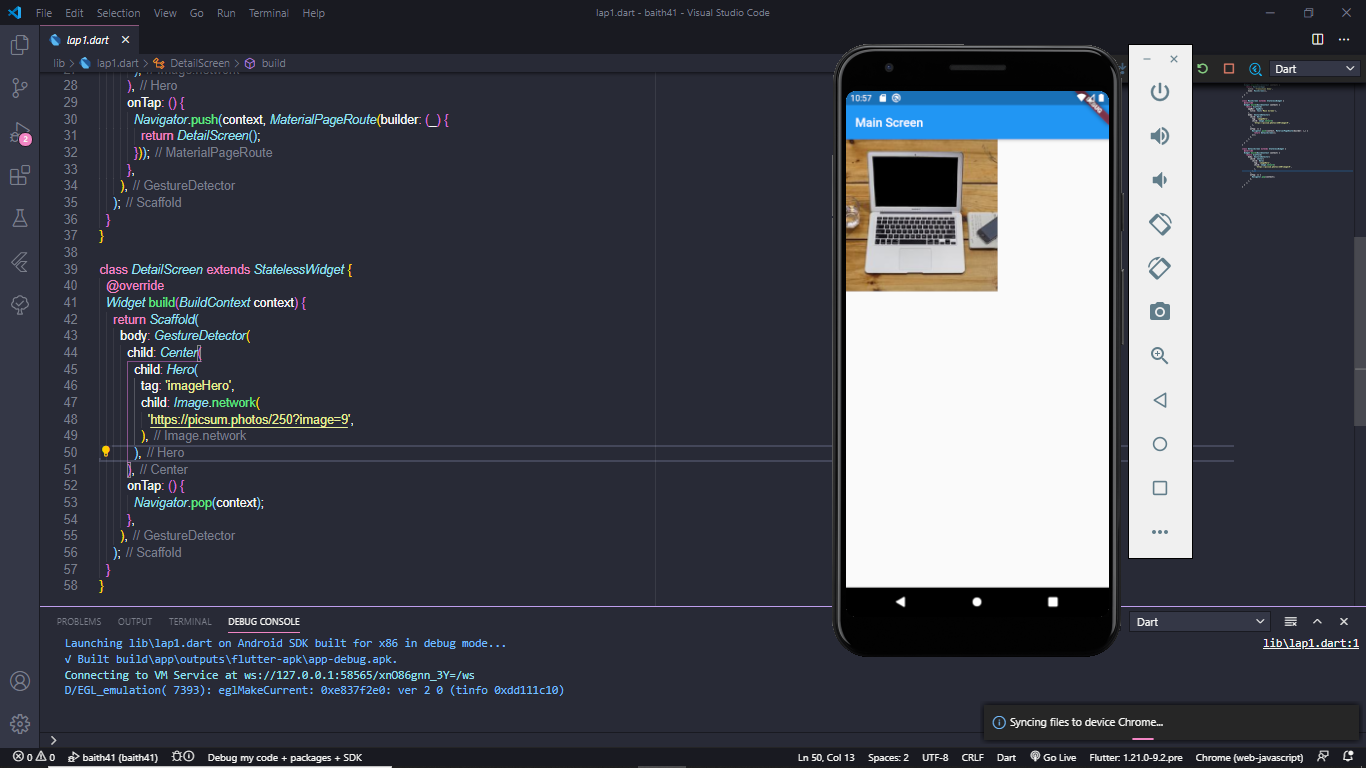 File Edit Selection View Go Run Terminal Help
lap1.dart - baith41 - Visual Studio Code
lap1.dart
lib > lap1.dart > DetailScreen > build
28 ), // Hero
29 onTap: () {
30 Navigator.push(context, MaterialPageRoute(builder: (_) {
31 return DetailScreen();
32 })); // MaterialPageRoute
33 },
34 ), // GestureDetector
35 ); // Scaffold
36 }
37 }
38
39 class DetailScreen extends StatelessWidget {
40 @override
41 Widget build(BuildContext context) {
42 return Scaffold(
43 body: GestureDetector(
44 child: Center(
45 child: Hero(
46 tag: 'imageHero',
47 child: Image.network(
48 'https://picsum.photos/250?image=9',
49 ), // Image.network
50 ), // Hero
51 ), // Center
52 onTap: () {
53 Navigator.pop(context);
54 },
55 ), // GestureDetector
56 ); // Scaffold
57 }
58 }
10:57
Main Screen
Dart
2
PROBLEMS OUTPUT TERMINAL DEBUG CONSOLE
Dart
Launching lib\lap1.dart on Android SDK built for x86 in debug mode...
lib\lap1.dart:1
√ Built build\app\outputs\flutter-apk\app-debug.apk.
Connecting to VM Service at ws://127.0.0.1:58565/xnO86gnn_3Y=/ws
D/EGL_emulation( 7393): eglMakeCurrent: 0xe837f2e0: ver 2 0 (tinfo 0xdd111c10)
Syncing files to device Chrome...
0 0 baith41 (baith41) Debug my code + packages + SDK
Ln 50, Col 13 Spaces: 2 UTF-8 CRLF Dart Go Live Flutter: 1.21.0-9.2.pre Chrome (web-javascript)